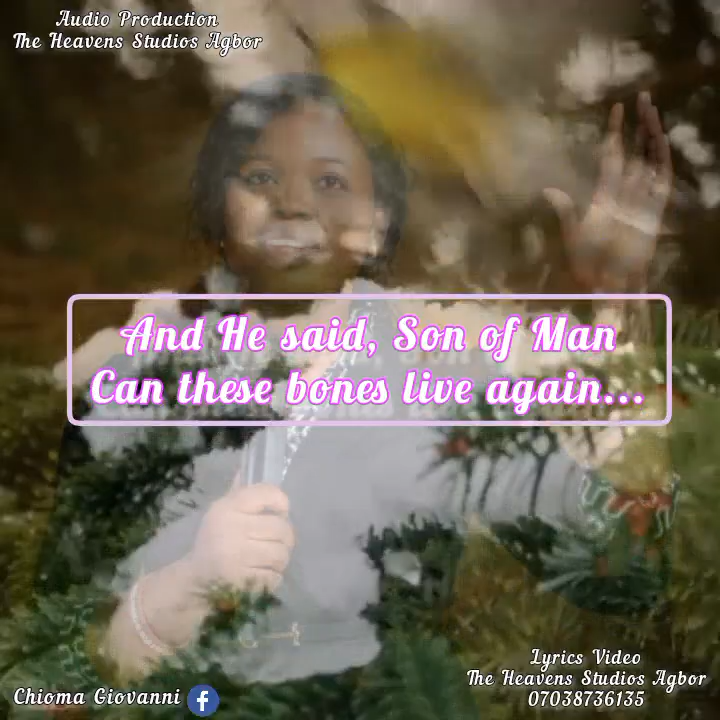 Audio Production
The Heavens Studios Agbor
And He said, Son of Man
Can these bones live again...
Lyrics Video
The Heavens Studios Agbor
07038736135
Chioma Giovanni